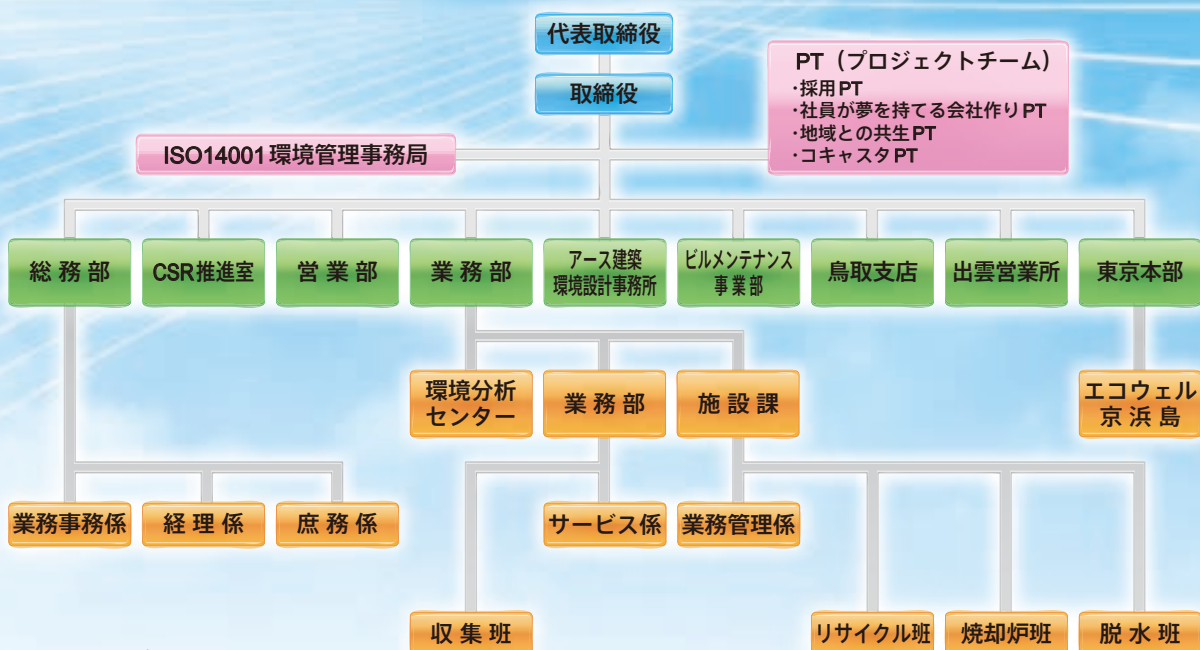 代表取締役
取締役
PT（プロジェクトチーム）
・採用PT
・社員が夢を持てる会社作りPT
・地域との共生PT
・コキャスタPT
ISO14001環境管理事務局
総務部
CSR推進室
営業部
業務部
アース建築
環境設計事務所
ビルメンテナンス
事業部
鳥取支店
出雲営業所
東京本部
環境分析
センター
業務部
施設課
エコウェル
京浜島
業務事務係
経理係
庶務係
サービス係
業務管理係
収集班
リサイクル班
焼却炉班
脱水班